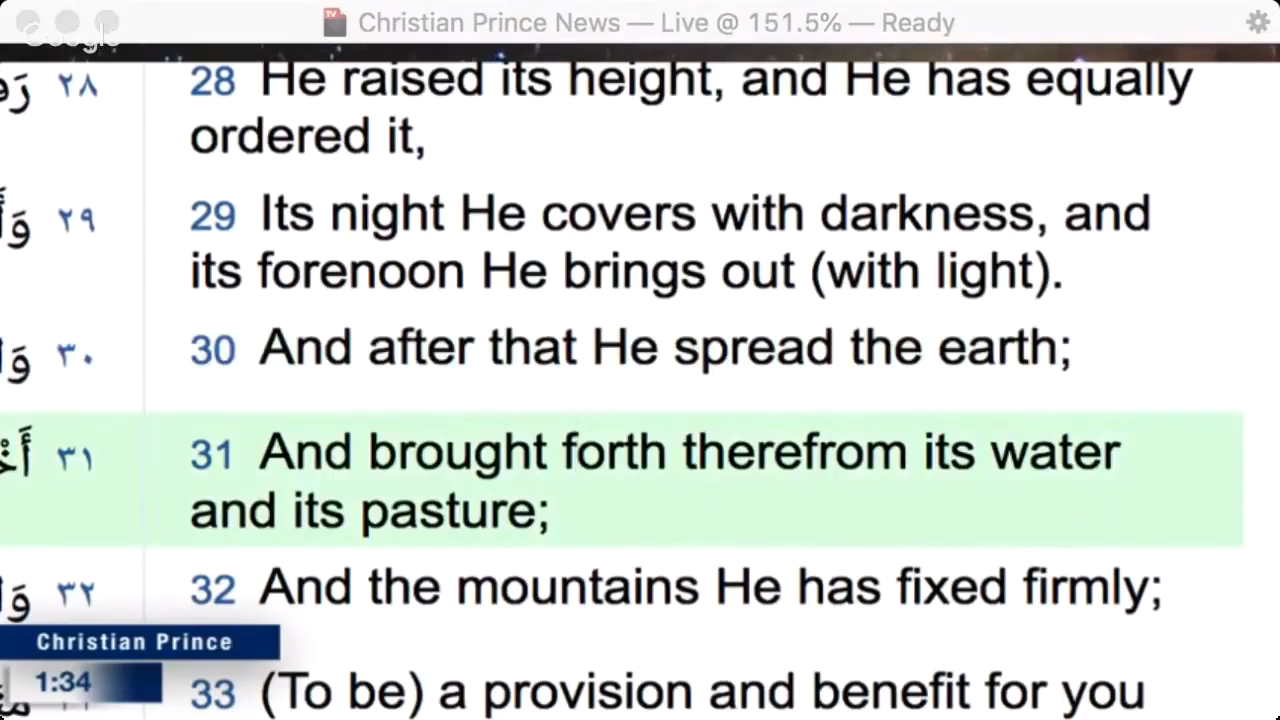 Christian Prince News — Live @ 151.5% — Ready
Google
٢٨ 28 He raised its height, and He has equally
ordered it,
٢٩ 29 Its night He covers with darkness, and
its forenoon He brings out (with light).
٣٠ 30 And after that He spread the earth;
٣١ 31 And brought forth therefrom its water
and its pasture;
٣٢ 32 And the mountains He has fixed firmly;
Christian Prince
1:34
33 (To be) a provision and benefit for you